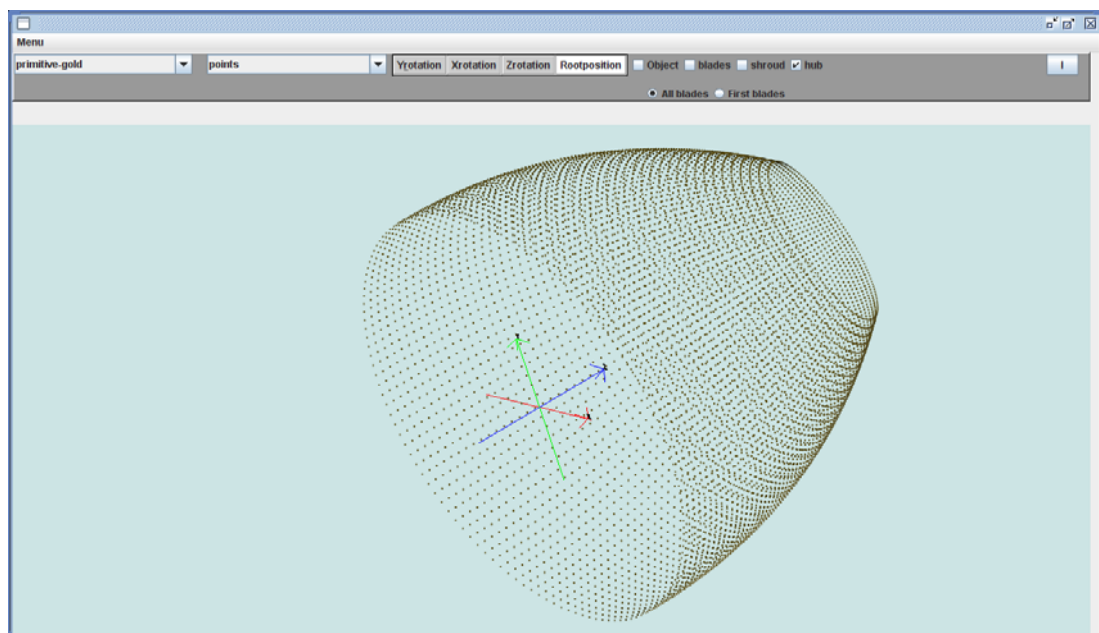 Menu
primitive-gold points Yrotation Xrotation Zrotation Rootposition Object blades shroud hub I
All blades First blades